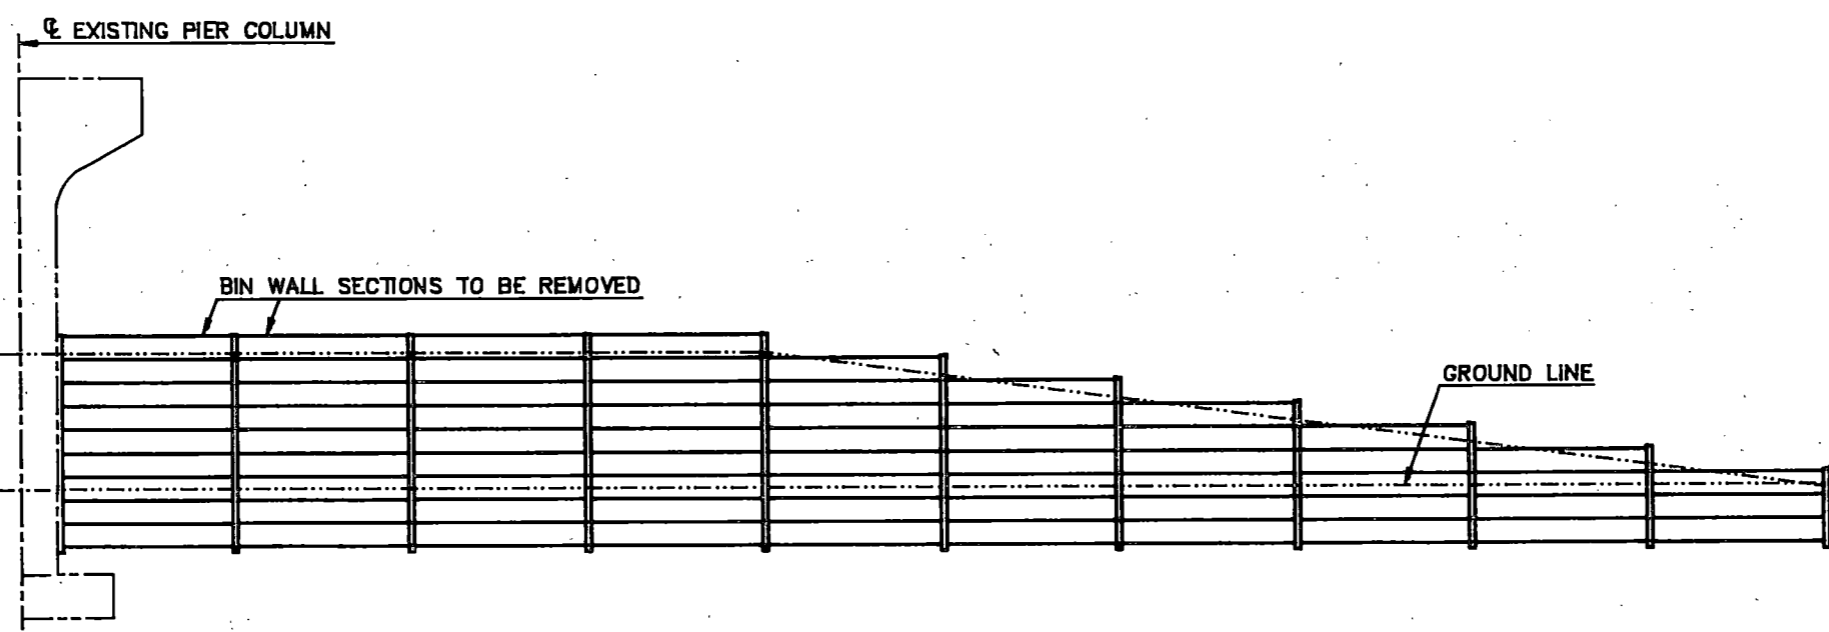 ℄ EXISTING PIER COLUMN
BIN WALL SECTIONS TO BE REMOVED
GROUND LINE